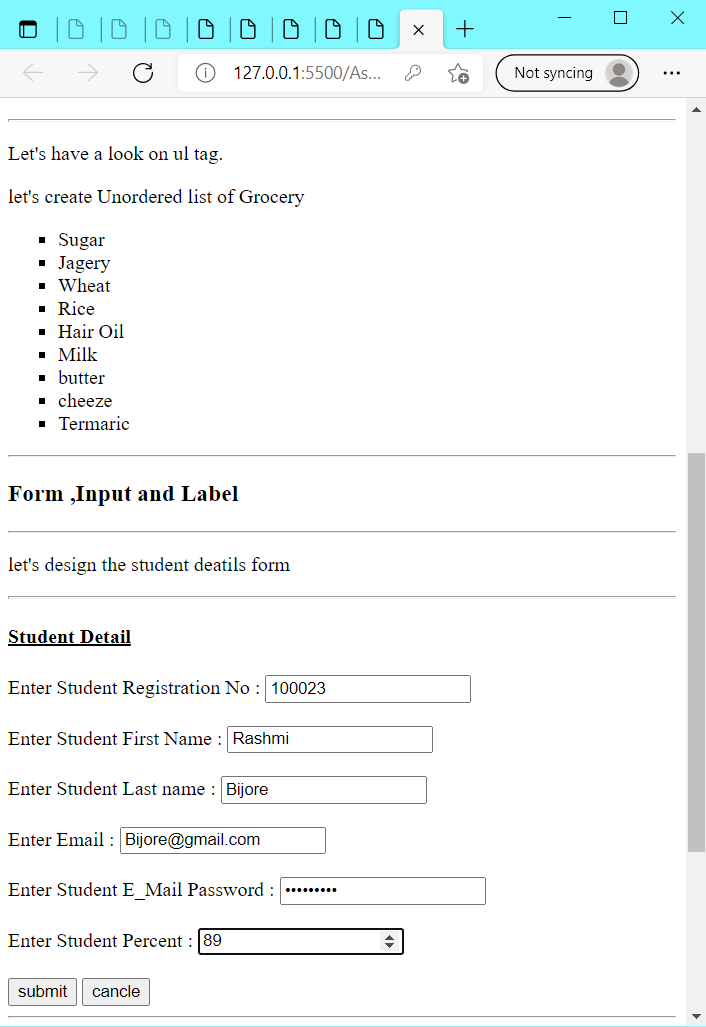 127.0.0.1:5500/As...
Not syncing
Let's have a look on ul tag.
let's create Unordered list of Grocery
Sugar
Jagery
Wheat
Rice
Hair Oil
Milk
butter
cheeze
Termaric
Form ,Input and Label
let's design the student deatils form
Student Detail
Enter Student Registration No : 100023
Enter Student First Name : Rashmi
Enter Student Last name : Bijore
Enter Email : Bijore@gmail.com
Enter Student E_Mail Password : •••••••••
Enter Student Percent : 89
submit cancle